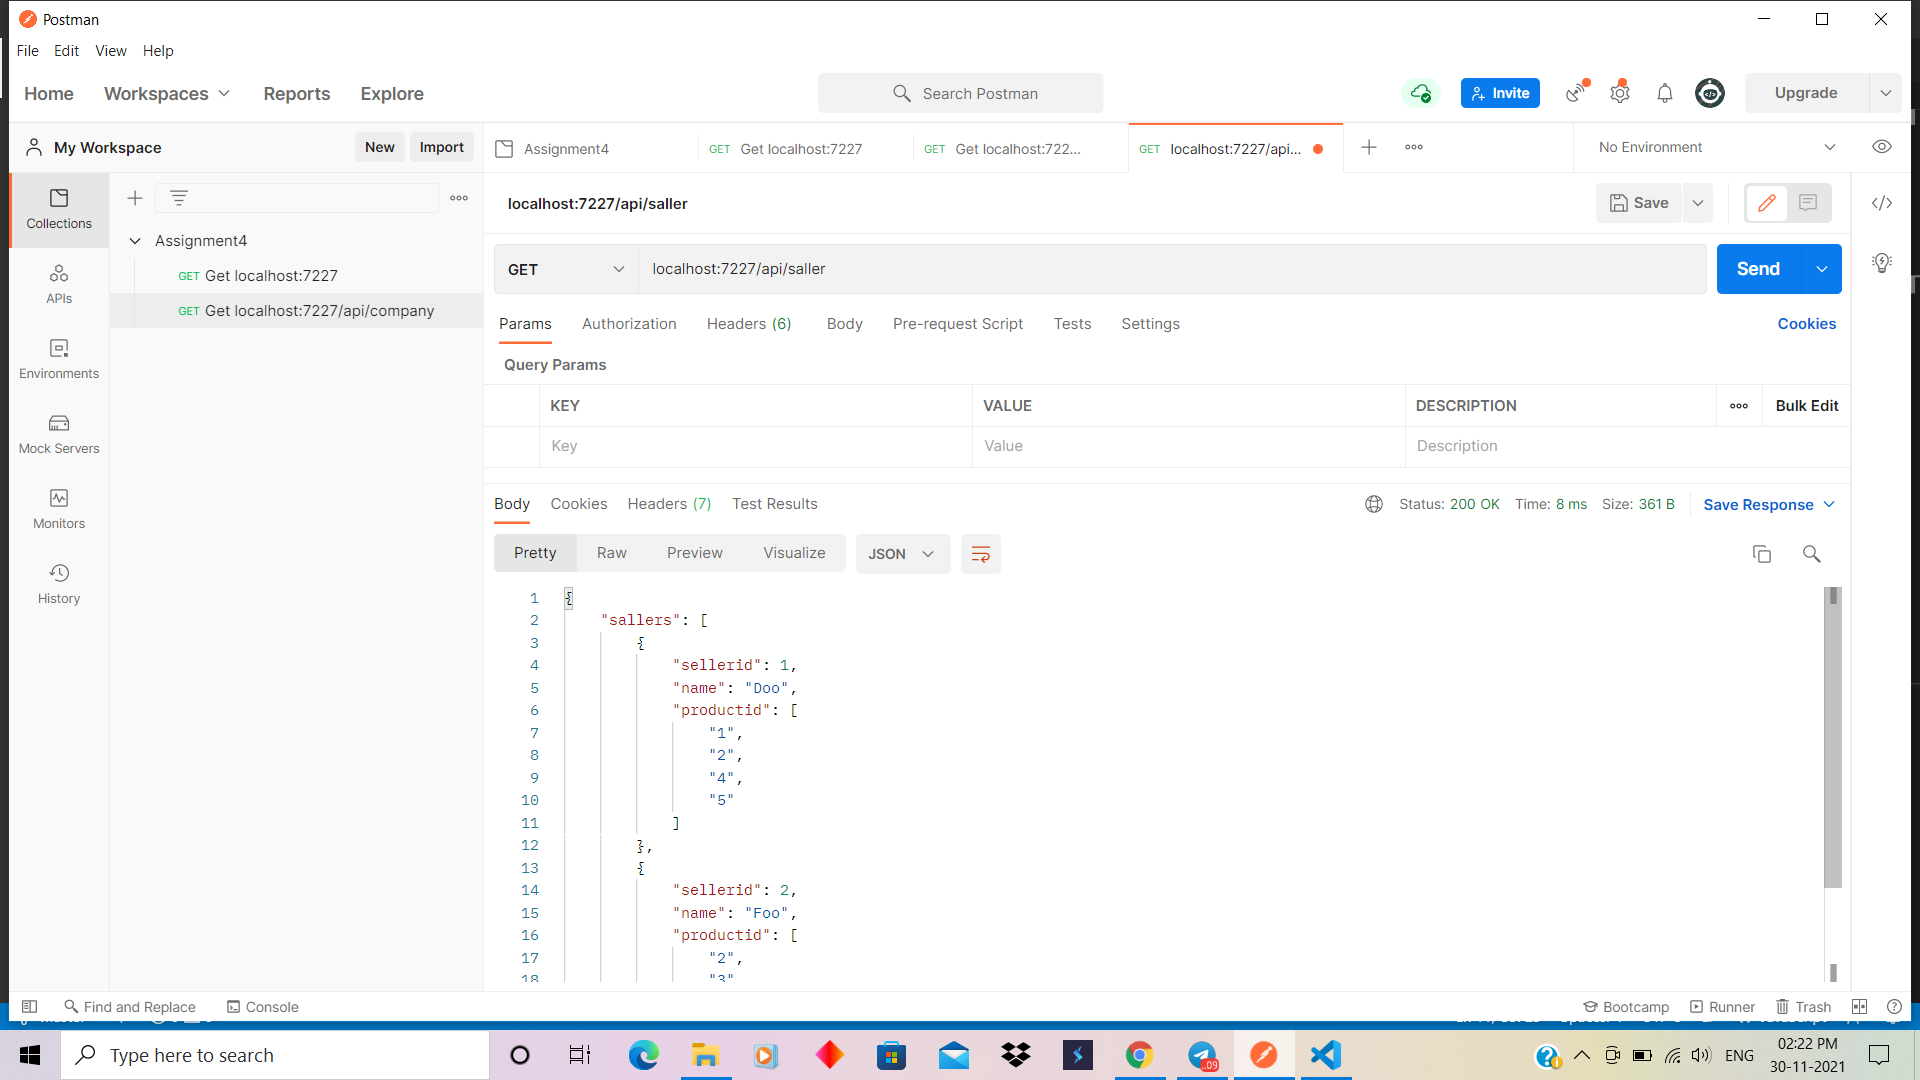 Postman
File Edit View Help
Home Workspaces Reports Explore
Search Postman
Invite
Upgrade
My Workspace
New Import
Assignment4
GET Get localhost:7227
GET Get localhost:722...
GET localhost:7227/api...
No Environment
Collections
APIs
Environments
Mock Servers
Monitors
History
Assignment4
GET Get localhost:7227
GET Get localhost:7227/api/company
localhost:7227/api/saller
Save
GET localhost:7227/api/saller
Send
Params Authorization Headers (6) Body Pre-request Script Tests Settings
Cookies
Query Params
KEY VALUE DESCRIPTION Bulk Edit
Key Value Description
Body Cookies Headers (7) Test Results
Status: 200 OK Time: 8 ms Size: 361 B Save Response
Pretty Raw Preview Visualize JSON
1 {
2 "sallers": [
3 {
4 "sellerid": 1,
5 "name": "Doo",
6 "productid": [
7 "1",
8 "2",
9 "4",
10 "5"
11 ]
12 },
13 {
14 "sellerid": 2,
15 "name": "Foo",
16 "productid": [
17 "2",
18 "3"
Find and Replace Console
Bootcamp Runner Trash
Type here to search
..09
ENG
02:22 PM
30-11-2021